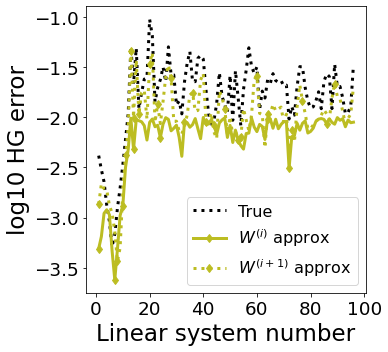 −1.0
−1.5
−2.0
−2.5
−3.0
−3.5
log10 HG error
0 20 40 60 80 100
Linear system number
True
W^(i) approx
W^(i+1) approx